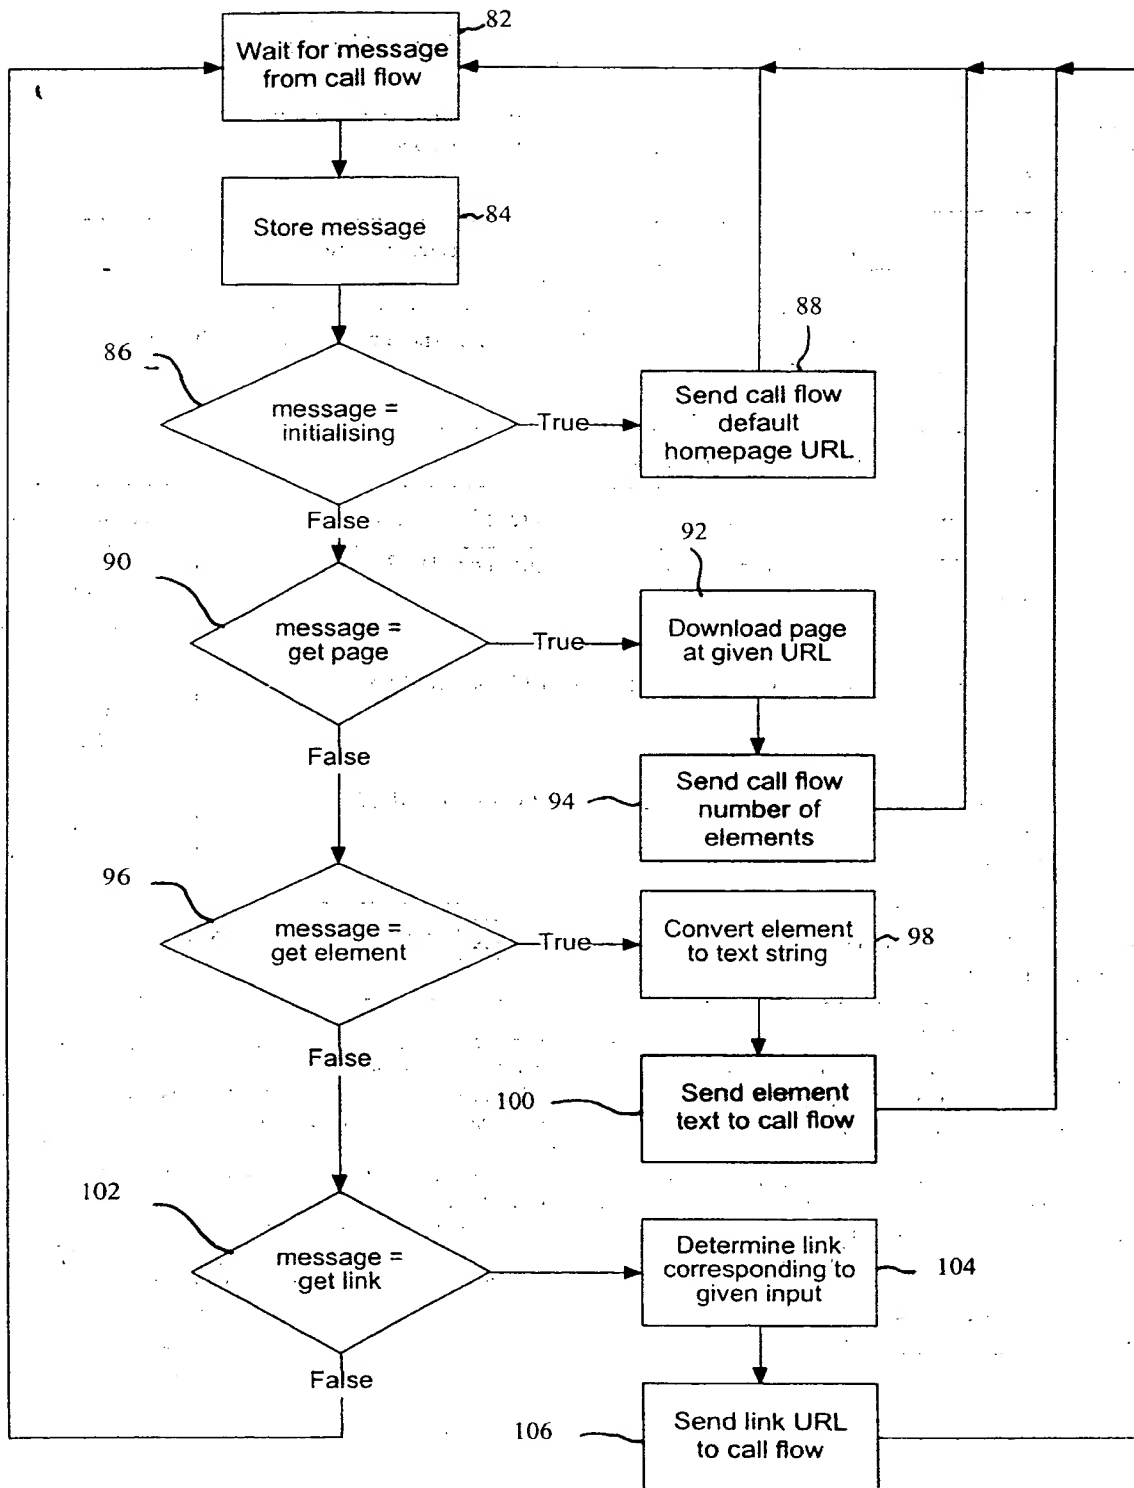 82
Wait for message
from call flow
Store message
84
86
message =
initialising
True
88
Send call flow
default
homepage URL
False
90
message =
get page
True
92
Download page
at given URL
False
94
Send call flow
number of
elements
96
message =
get element
True
Convert element
to text string
98
False
100
Send element
text to call flow
102
message =
get link
Determine link
corresponding to
given input
104
False
106
Send link URL
to call flow